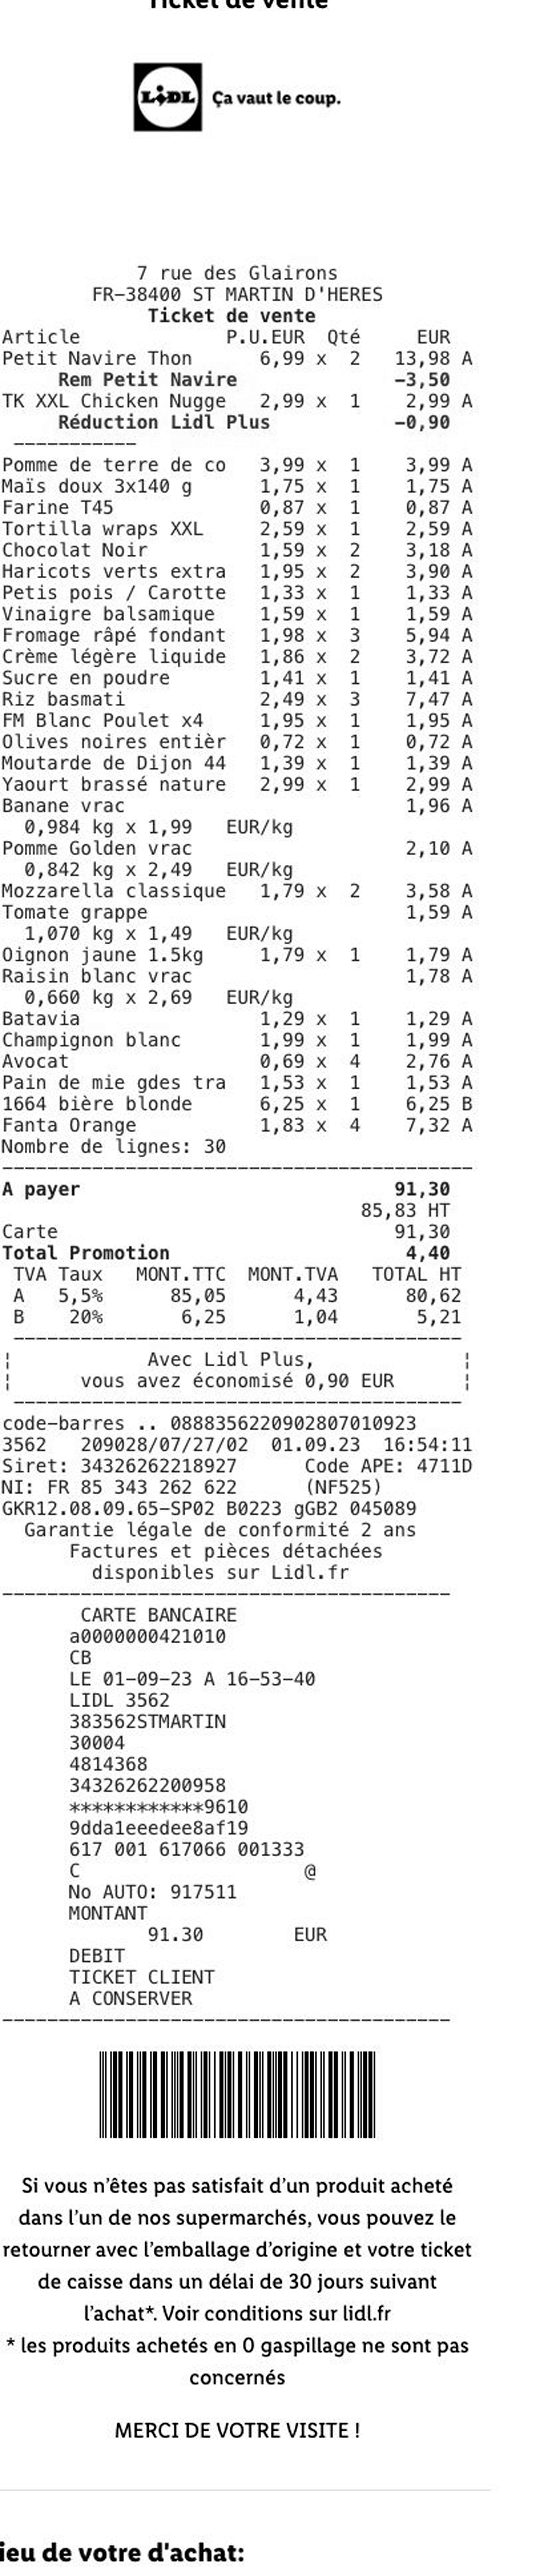 Ticket de vente
LIDL Ça vaut le coup.
7 rue des Glairons
FR-38400 ST MARTIN D'HERES
Ticket de vente
Article P.U.EUR Qté EUR
Petit Navire Thon 6,99 x 2 13,98 A
Rem Petit Navire -3,50
TK XXL Chicken Nugge 2,99 x 1 2,99 A
Réduction Lidl Plus -0,90
-----------
Pomme de terre de co 3,99 x 1 3,99 A
Maïs doux 3x140 g 1,75 x 1 1,75 A
Farine T45 0,87 x 1 0,87 A
Tortilla wraps XXL 2,59 x 1 2,59 A
Chocolat Noir 1,59 x 2 3,18 A
Haricots verts extra 1,95 x 2 3,90 A
Petis pois / Carotte 1,33 x 1 1,33 A
Vinaigre balsamique 1,59 x 1 1,59 A
Fromage râpé fondant 1,98 x 3 5,94 A
Crème légère liquide 1,86 x 2 3,72 A
Sucre en poudre 1,41 x 1 1,41 A
Riz basmati 2,49 x 3 7,47 A
FM Blanc Poulet x4 1,95 x 1 1,95 A
Olives noires entièr 0,72 x 1 0,72 A
Moutarde de Dijon 44 1,39 x 1 1,39 A
Yaourt brassé nature 2,99 x 1 2,99 A
Banane vrac 1,96 A
0,984 kg x 1,99 EUR/kg
Pomme Golden vrac 2,10 A
0,842 kg x 2,49 EUR/kg
Mozzarella classique 1,79 x 2 3,58 A
Tomate grappe 1,59 A
1,070 kg x 1,49 EUR/kg
Oignon jaune 1.5kg 1,79 x 1 1,79 A
Raisin blanc vrac 1,78 A
0,660 kg x 2,69 EUR/kg
Batavia 1,29 x 1 1,29 A
Champignon blanc 1,99 x 1 1,99 A
Avocat 0,69 x 4 2,76 A
Pain de mie gdes tra 1,53 x 1 1,53 A
1664 bière blonde 6,25 x 1 6,25 B
Fanta Orange 1,83 x 4 7,32 A
Nombre de lignes: 30
A payer 91,30
85,83 HT
Carte 91,30
Total Promotion 4,40
TVA Taux MONT.TTC MONT.TVA TOTAL HT
A 5,5% 85,05 4,43 80,62
B 20% 6,25 1,04 5,21
¦ Avec Lidl Plus, ¦
¦ vous avez économisé 0,90 EUR ¦
code-barres .. 0888356220902807010923
3562 209028/07/27/02 01.09.23 16:54:11
Siret: 34326262218927 Code APE: 4711D
NI: FR 85 343 262 622 (NF525)
GKR12.08.09.65-SP02 B0223 gGB2 045089
Garantie légale de conformité 2 ans
Factures et pièces détachées
disponibles sur Lidl.fr
CARTE BANCAIRE
a0000000421010
CB
LE 01-09-23 A 16-53-40
LIDL 3562
383562STMARTIN
30004
4814368
34326262200958
************9610
9dda1eeedee8af19
617 001 617066 001333
C @
No AUTO: 917511
MONTANT
91.30 EUR
DEBIT
TICKET CLIENT
A CONSERVER
Si vous n'êtes pas satisfait d'un produit acheté
dans l'un de nos supermarchés, vous pouvez le
retourner avec l'emballage d'origine et votre ticket
de caisse dans un délai de 30 jours suivant
l'achat*. Voir conditions sur lidl.fr
* les produits achetés en 0 gaspillage ne sont pas
concernés
MERCI DE VOTRE VISITE !
ieu de votre d'achat: